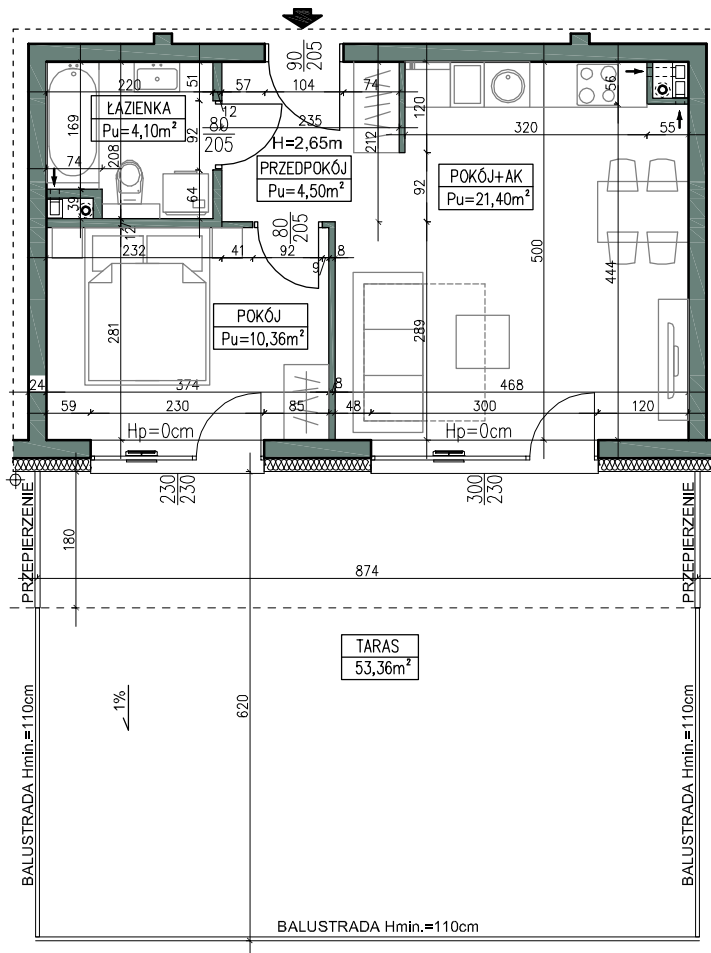 90
205
220
51
57
104
74
56
ŁAZIENKA
Pu=4,10m²
12
235
120
320
55
169
92
80
205
H=2,65m
212
PRZEDPOKÓJ
Pu=4,50m²
POKÓJ+AK
Pu=21,40m²
74
208
64
92
39
12
80
205
232
41
92
8
9
500
444
POKÓJ
Pu=10,36m²
281
289
24
374
8
468
59
230
85
48
300
120
Hp=0cm
Hp=0cm
230
230
300
230
PRZEPIERZENIE
180
PRZEPIERZENIE
874
TARAS
53,36m²
1%
620
BALUSTRADA Hmin.=110cm
BALUSTRADA Hmin.=110cm
BALUSTRADA Hmin.=110cm